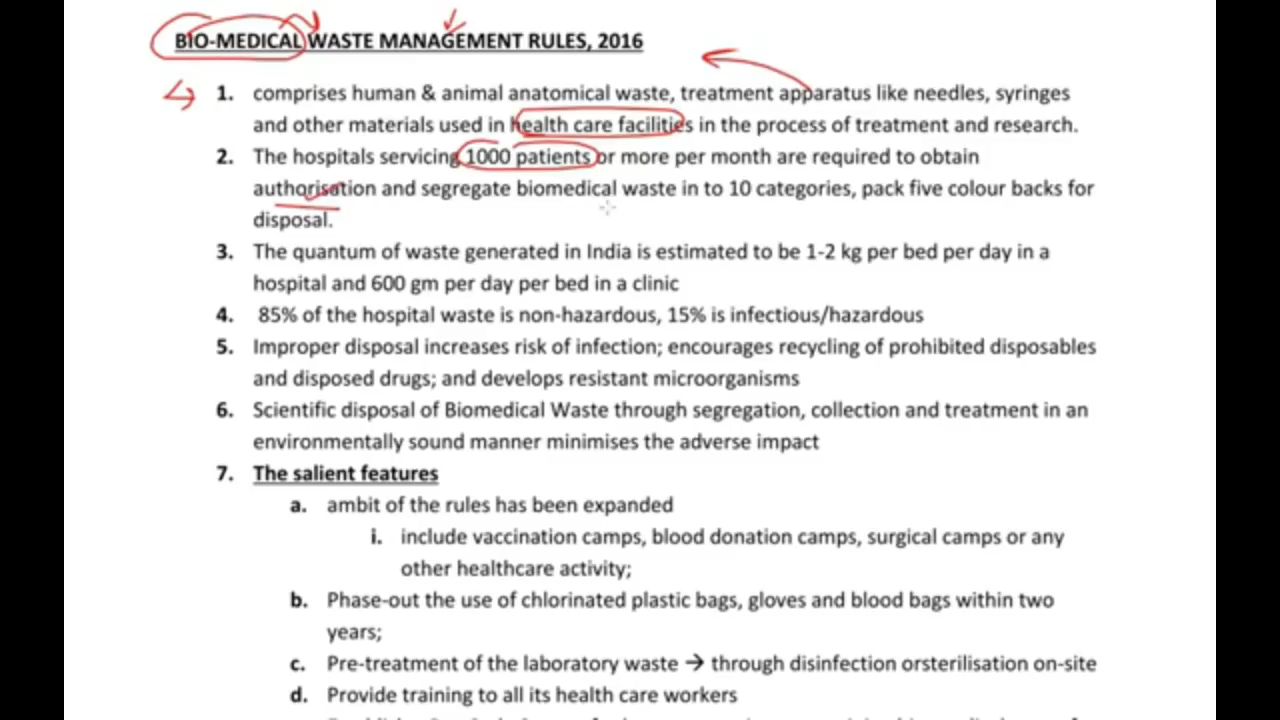 BIO-MEDICAL WASTE MANAGEMENT RULES, 2016
1. comprises human & animal anatomical waste, treatment apparatus like needles, syringes
and other materials used in health care facilities in the process of treatment and research.
2. The hospitals servicing 1000 patients or more per month are required to obtain
authorisation and segregate biomedical waste in to 10 categories, pack five colour backs for
disposal.
3. The quantum of waste generated in India is estimated to be 1-2 kg per bed per day in a
hospital and 600 gm per day per bed in a clinic
4. 85% of the hospital waste is non-hazardous, 15% is infectious/hazardous
5. Improper disposal increases risk of infection; encourages recycling of prohibited disposables
and disposed drugs; and develops resistant microorganisms
6. Scientific disposal of Biomedical Waste through segregation, collection and treatment in an
environmentally sound manner minimises the adverse impact
7. The salient features
a. ambit of the rules has been expanded
i. include vaccination camps, blood donation camps, surgical camps or any
other healthcare activity;
b. Phase-out the use of chlorinated plastic bags, gloves and blood bags within two
years;
c. Pre-treatment of the laboratory waste → through disinfection orsterilisation on-site
d. Provide training to all its health care workers